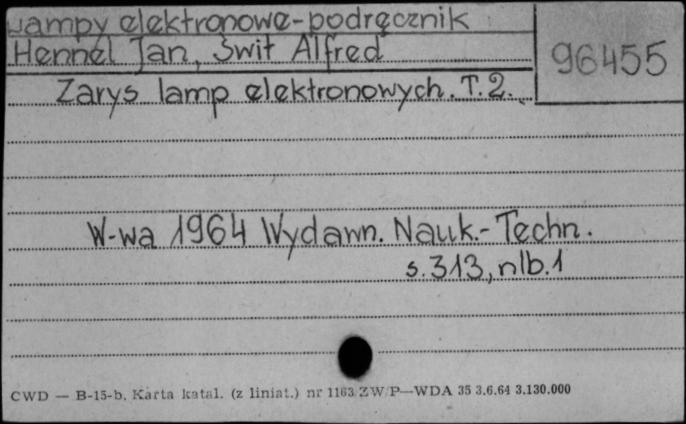 Lampy elektronowe-podręcznik
Hennel Jan, Świt Alfred
96455
Zarys lamp elektronowych. T.2.
W-wa 1964 Wydawn. Nauk.-Techn.
s.313, nlb.1
CWD — B-15-b. Karta katal. (z liniat.) nr 1163 ZW/P—WDA 35 3.6.64 3.130.000